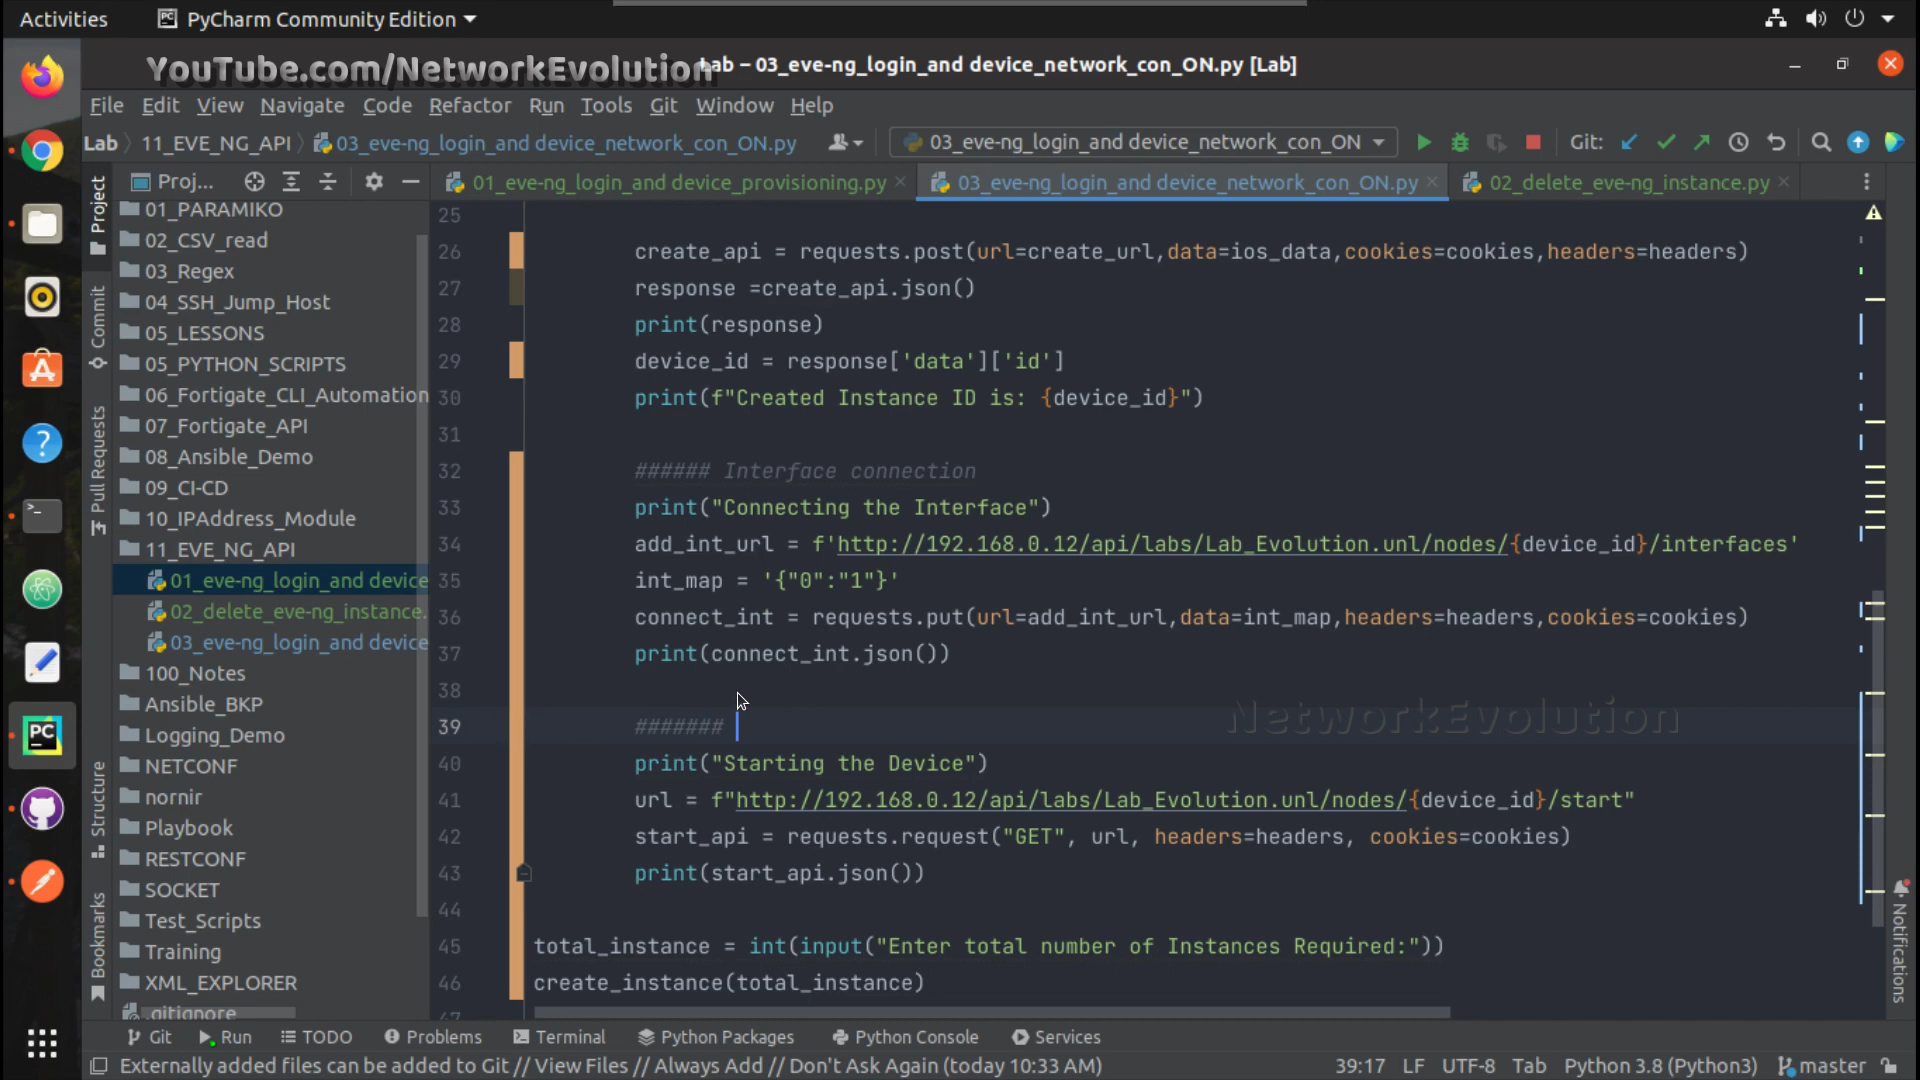 Activities
PyCharm Community Edition
YouTube.com/NetworkEvolution
Lab – 03_eve-ng_login_and device_network_con_ON.py [Lab]
File Edit View Navigate Code Refactor Run Tools Git Window Help
Lab 11_EVE_NG_API 03_eve-ng_login_and device_network_con_ON.py
03_eve-ng_login_and device_network_con_ON
Git:
Proj...
01_eve-ng_login_and device_provisioning.py
03_eve-ng_login_and device_network_con_ON.py
02_delete_eve-ng_instance.py
Project
Commit
Pull Requests
Structure
Bookmarks
01_PARAMIKO
02_CSV_read
03_Regex
04_SSH_Jump_Host
05_LESSONS
05_PYTHON_SCRIPTS
06_Fortigate_CLI_Automation
07_Fortigate_API
08_Ansible_Demo
09_CI-CD
10_IPAddress_Module
11_EVE_NG_API
01_eve-ng_login_and device
02_delete_eve-ng_instance.
03_eve-ng_login_and device
100_Notes
Ansible_BKP
Logging_Demo
NETCONF
nornir
Playbook
RESTCONF
SOCKET
Test_Scripts
Training
XML_EXPLORER
.gitignore
25
26 create_api = requests.post(url=create_url,data=ios_data,cookies=cookies,headers=headers)
27 response =create_api.json()
28 print(response)
29 device_id = response['data']['id']
30 print(f"Created Instance ID is: {device_id}")
31
32 ###### Interface connection
33 print("Connecting the Interface")
34 add_int_url = f'http://192.168.0.12/api/labs/Lab_Evolution.unl/nodes/{device_id}/interfaces'
35 int_map = '{"0":"1"}'
36 connect_int = requests.put(url=add_int_url,data=int_map,headers=headers,cookies=cookies)
37 print(connect_int.json())
38
39 #######
NetworkEvolution
40 print("Starting the Device")
41 url = f"http://192.168.0.12/api/labs/Lab_Evolution.unl/nodes/{device_id}/start"
42 start_api = requests.request("GET", url, headers=headers, cookies=cookies)
43 print(start_api.json())
44
45 total_instance = int(input("Enter total number of Instances Required:"))
46 create_instance(total_instance)
47
Notifications
Git Run TODO Problems Terminal Python Packages Python Console Services
Externally added files can be added to Git // View Files // Always Add // Don't Ask Again (today 10:33 AM)
39:17 LF UTF-8 Tab Python 3.8 (Python3) master